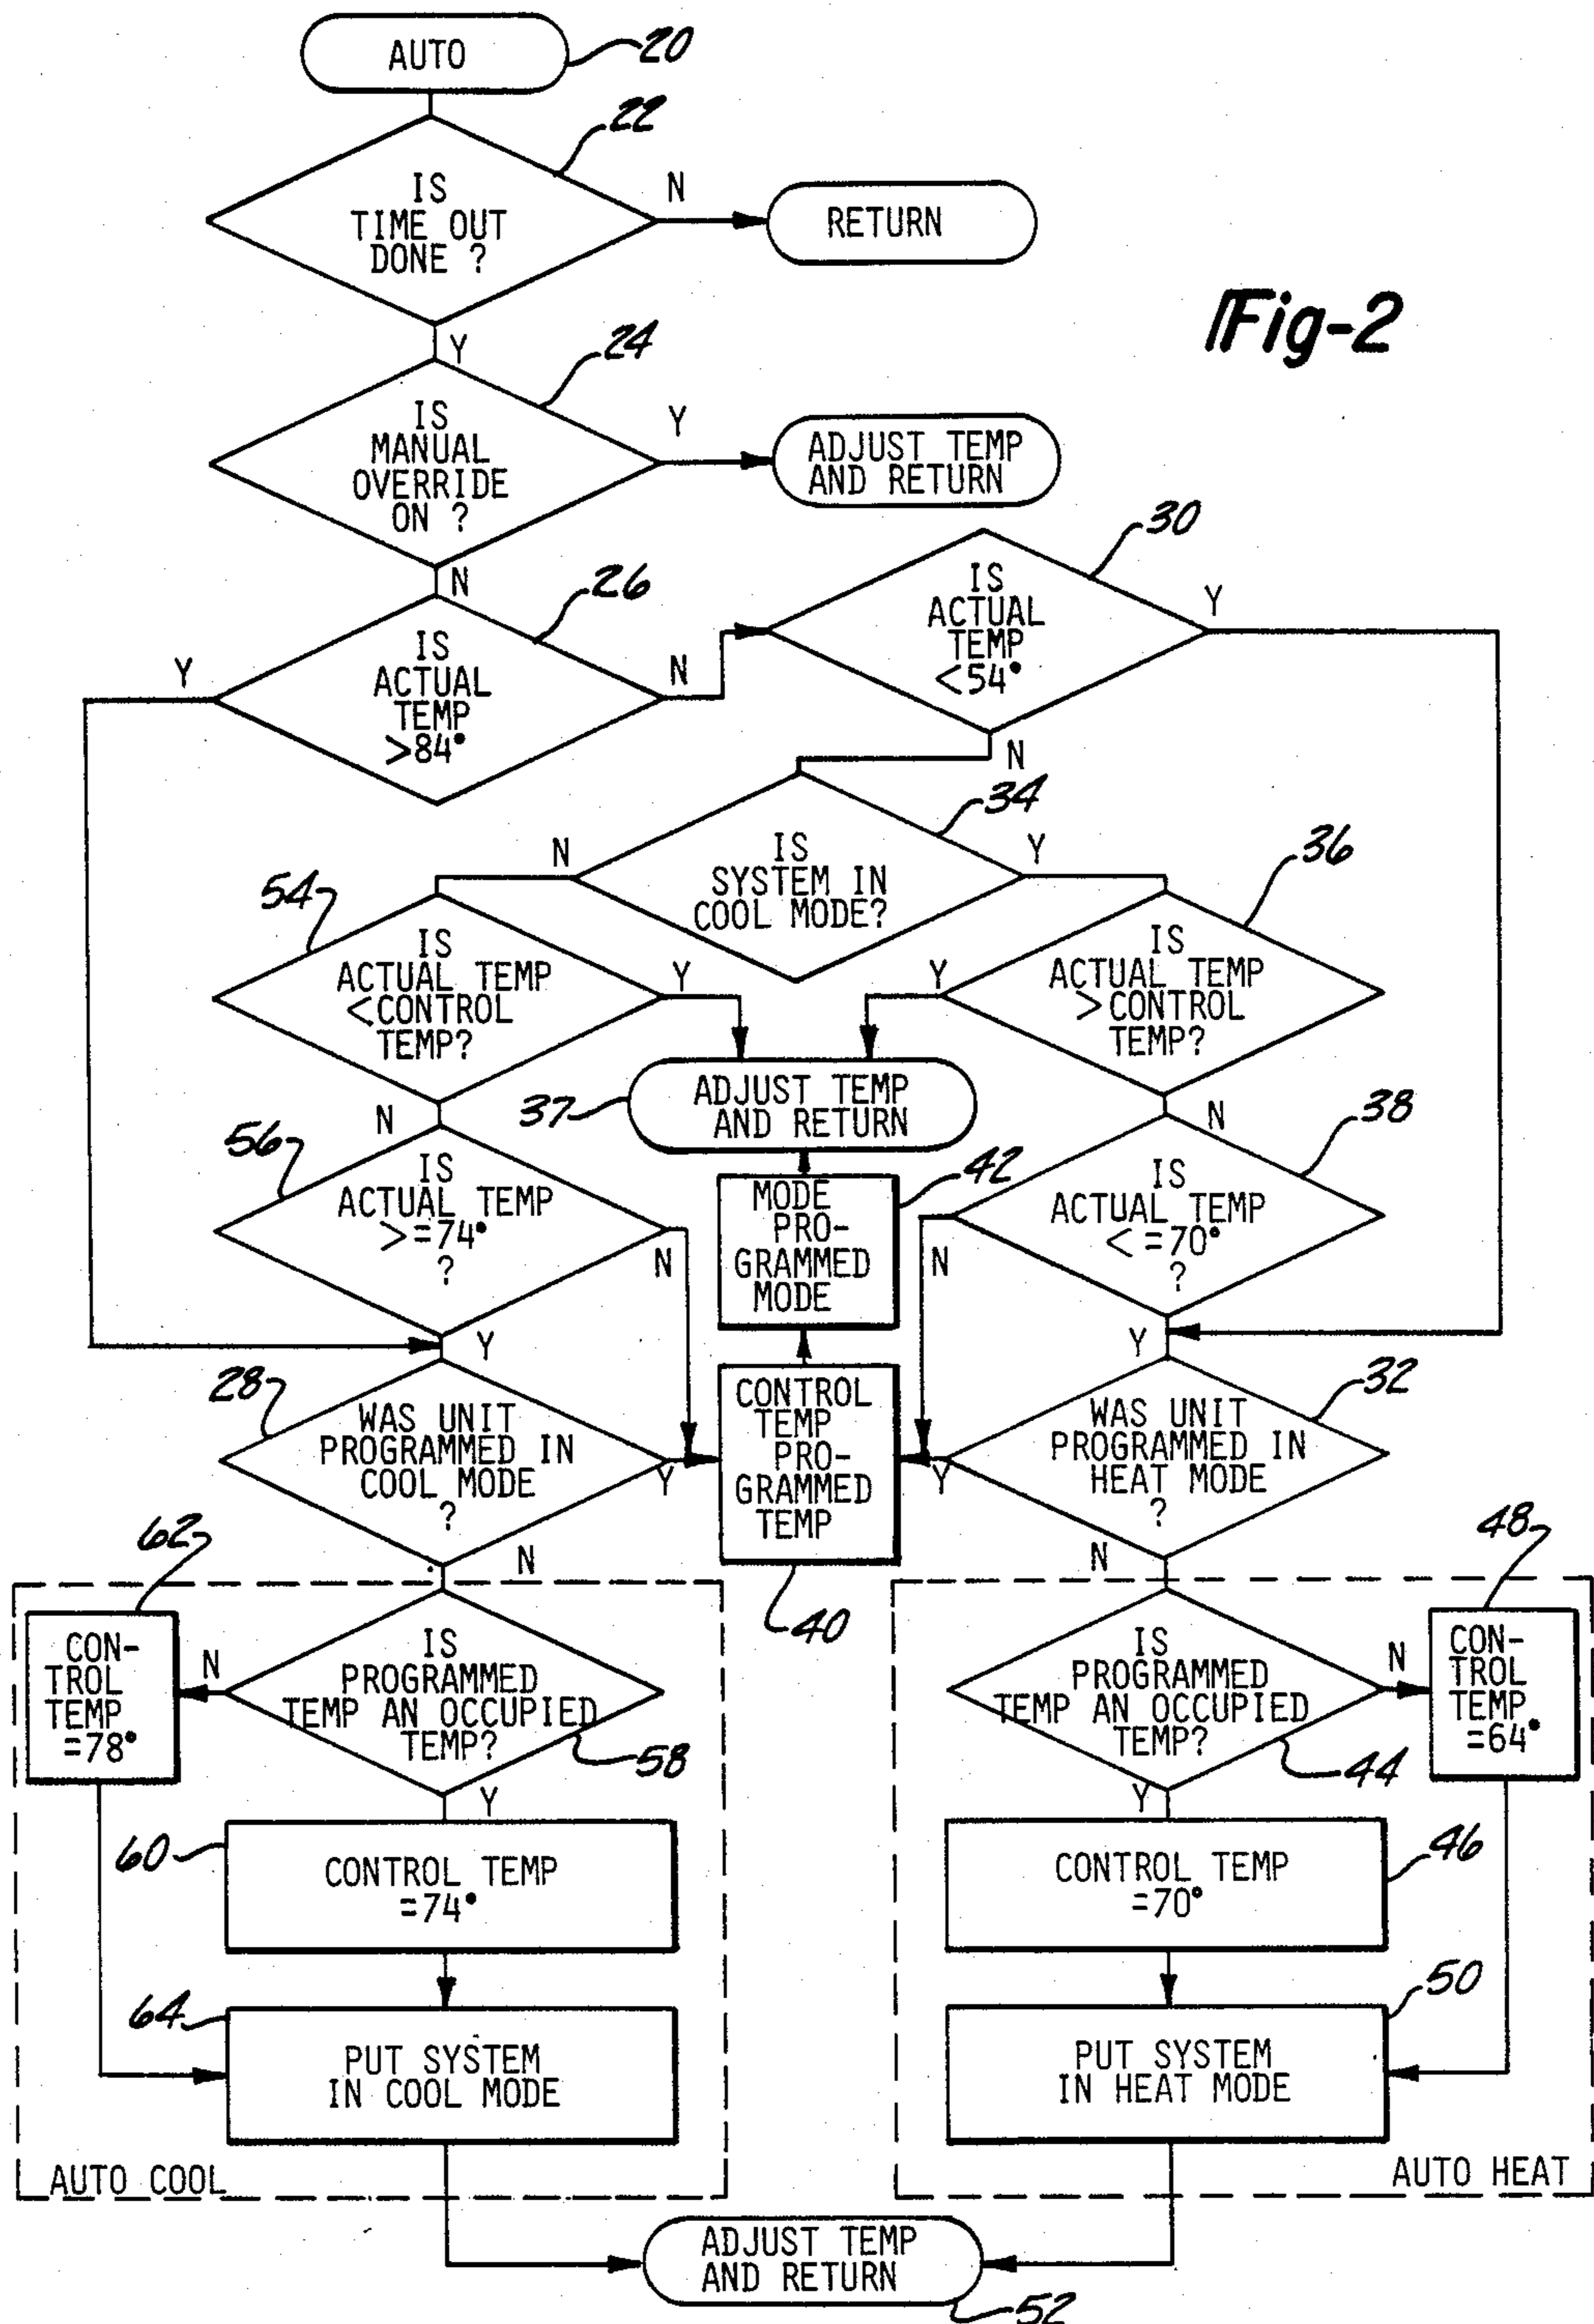 AUTO
20
22
IS
TIME OUT
DONE ?
N
RETURN
Fig-2
Y
24
IS
MANUAL
OVERRIDE
ON ?
Y
ADJUST TEMP
AND RETURN
N
26
IS
ACTUAL
TEMP
>84°
Y
N
30
IS
ACTUAL
TEMP
<54°
Y
N
34
IS
SYSTEM IN
COOL MODE?
N
Y
54
IS
ACTUAL TEMP
<CONTROL
TEMP?
Y
36
IS
ACTUAL TEMP
>CONTROL
TEMP?
Y
37
ADJUST TEMP
AND RETURN
N
N
56
IS
ACTUAL TEMP
>=74°
?
N
Y
42
MODE
PRO-
GRAMMED
MODE
38
IS
ACTUAL TEMP
<=70°
?
N
Y
28
WAS UNIT
PROGRAMMED IN
COOL MODE
?
Y
N
CONTROL
TEMP
PRO-
GRAMMED
TEMP
40
32
WAS UNIT
PROGRAMMED IN
HEAT MODE
?
Y
N
62
CON-
TROL
TEMP
=78°
N
IS
PROGRAMMED
TEMP AN OCCUPIED
TEMP?
58
Y
60
CONTROL TEMP
=74°
64
PUT SYSTEM
IN COOL MODE
AUTO COOL
48
CON-
TROL
TEMP
=64°
N
IS
PROGRAMMED
TEMP AN OCCUPIED
TEMP?
44
Y
46
CONTROL TEMP
=70°
50
PUT SYSTEM
IN HEAT MODE
AUTO HEAT
ADJUST TEMP
AND RETURN
52